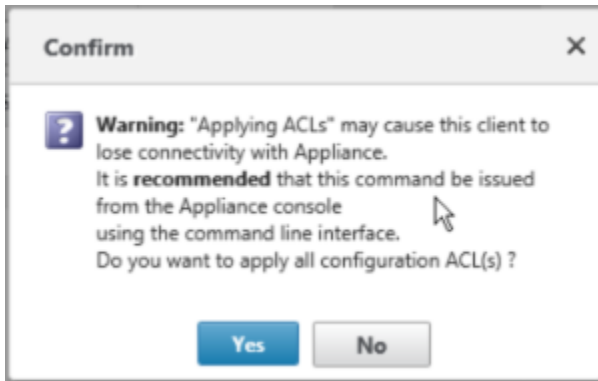 Confirm
Warning: "Applying ACLs" may cause this client to
lose connectivity with Appliance.
It is recommended that this command be issued
from the Appliance console
using the command line interface.
Do you want to apply all configuration ACL(s) ?
Yes No